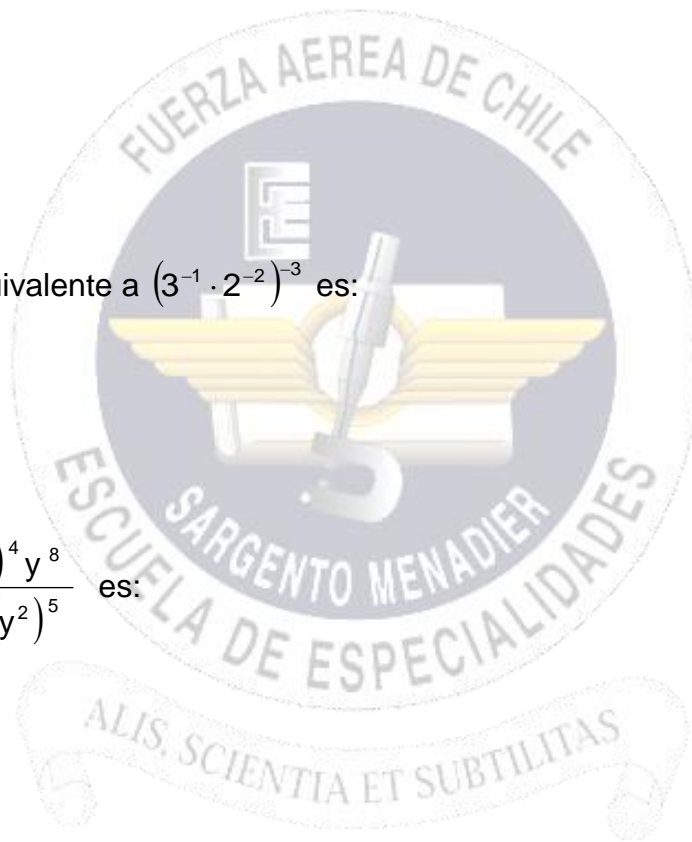 FUERZA AEREA DE CHILE
uivalente a (3⁻¹ · 2⁻²)⁻³ es:
)⁴ y⁸ / y²)⁵ es:
SARGENTO MENADIER
ESCUELA DE ESPECIALIDADES
ALIS, SCIENTIA ET SUBTILITAS